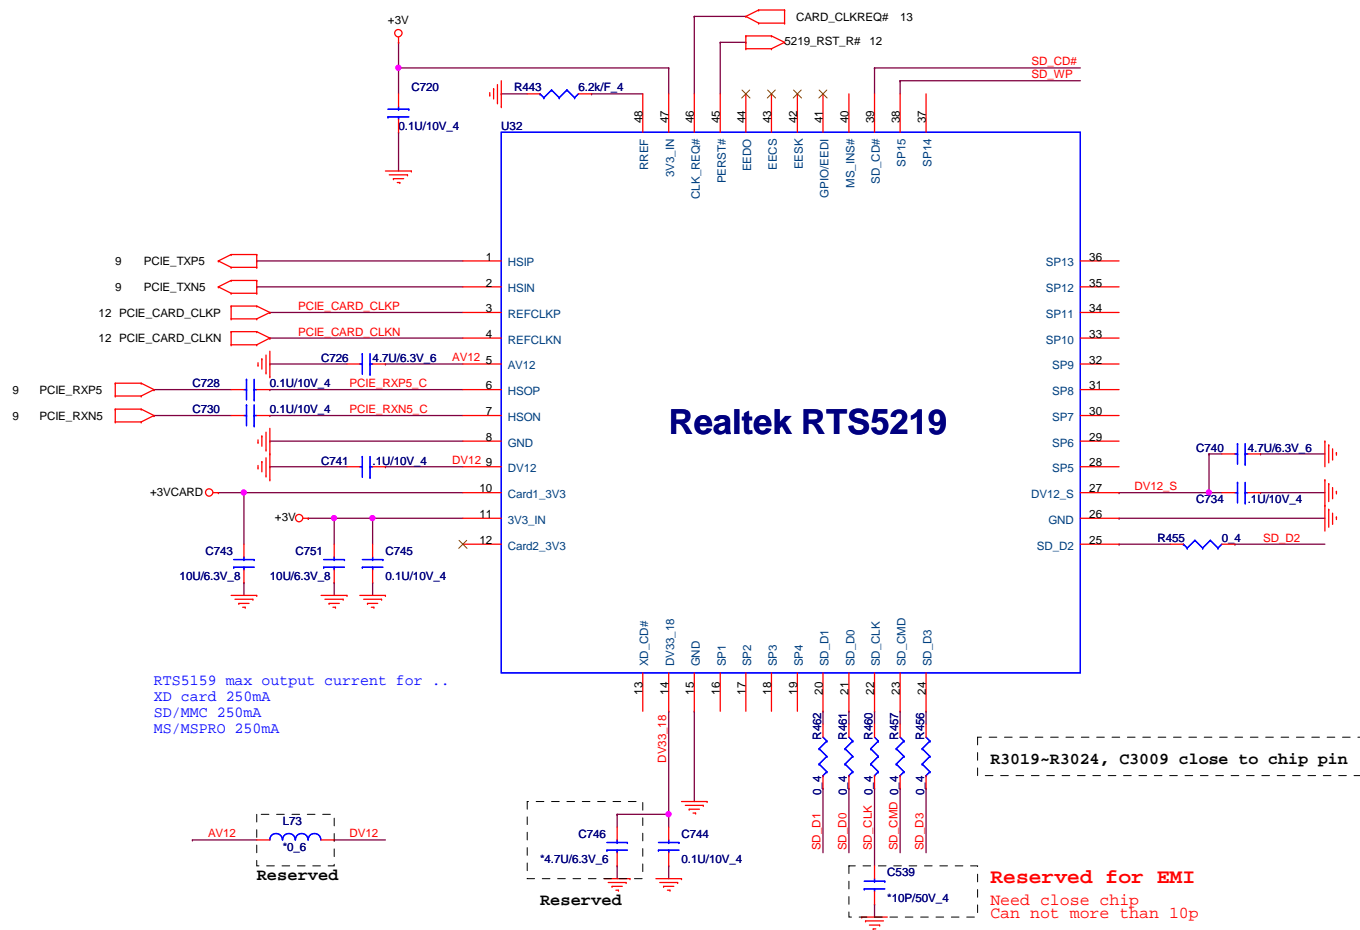 +3V
CARD_CLKREQ# 13
5219_RST_R# 12
SD_CD#
SD_WP
C720
0.1U/10V_4
R443 6.2k/F_4
U32
48 47 46 45 44 43 42 41 40 39 38 37
RREF
3V3_IN
CLK_REQ#
PERST#
EEDO
EECS
EESK
GPIO/EEDI
MS_INS#
SD_CD#
SP15
SP14
9 PCIE_TXP5 1 HSIP
9 PCIE_TXN5 2 HSIN
12 PCIE_CARD_CLKP PCIE_CARD_CLKP 3 REFCLKP
12 PCIE_CARD_CLKN PCIE_CARD_CLKN 4 REFCLKN
C726 4.7U/6.3V_6 AV12 5 AV12
9 PCIE_RXP5 C728 0.1U/10V_4 PCIE_RXP5_C 6 HSOP
9 PCIE_RXN5 C730 0.1U/10V_4 PCIE_RXN5_C 7 HSON
8 GND
C741 .1U/10V_4 DV12 9 DV12
+3VCARD 10 Card1_3V3
+3V 11 3V3_IN
12 Card2_3V3
C743
10U/6.3V_8
C751
10U/6.3V_8
C745
0.1U/10V_4
Realtek RTS5219
SP13 36
SP12 35
SP11 34
SP10 33
SP9 32
SP8 31
SP7 30
SP6 29
SP5 28
DV12_S 27 DV12_S
GND 26
SD_D2 25 R455 0_4 SD_D2
C740 4.7U/6.3V_6
C734 .1U/10V_4
XD_CD#
DV33_18
GND
SP1
SP2
SP3
SP4
SD_D1
SD_D0
SD_CLK
SD_CMD
SD_D3
13 14 15 16 17 18 19 20 21 22 23 24
DV33_18
R462 R461 R460 R457 R456
0_4 0_4 0_4 0_4 0_4
SD_D1 SD_D0 SD_CLK SD_CMD SD_D3
RTS5159 max output current for ..
XD card 250mA
SD/MMC 250mA
MS/MSPRO 250mA
R3019~R3024, C3009 close to chip pin
AV12 L73 DV12
*0_6
Reserved
C746
*4.7U/6.3V_6
C744
0.1U/10V_4
Reserved
C539
*10P/50V_4
Reserved for EMI
Need close chip
Can not more than 10p